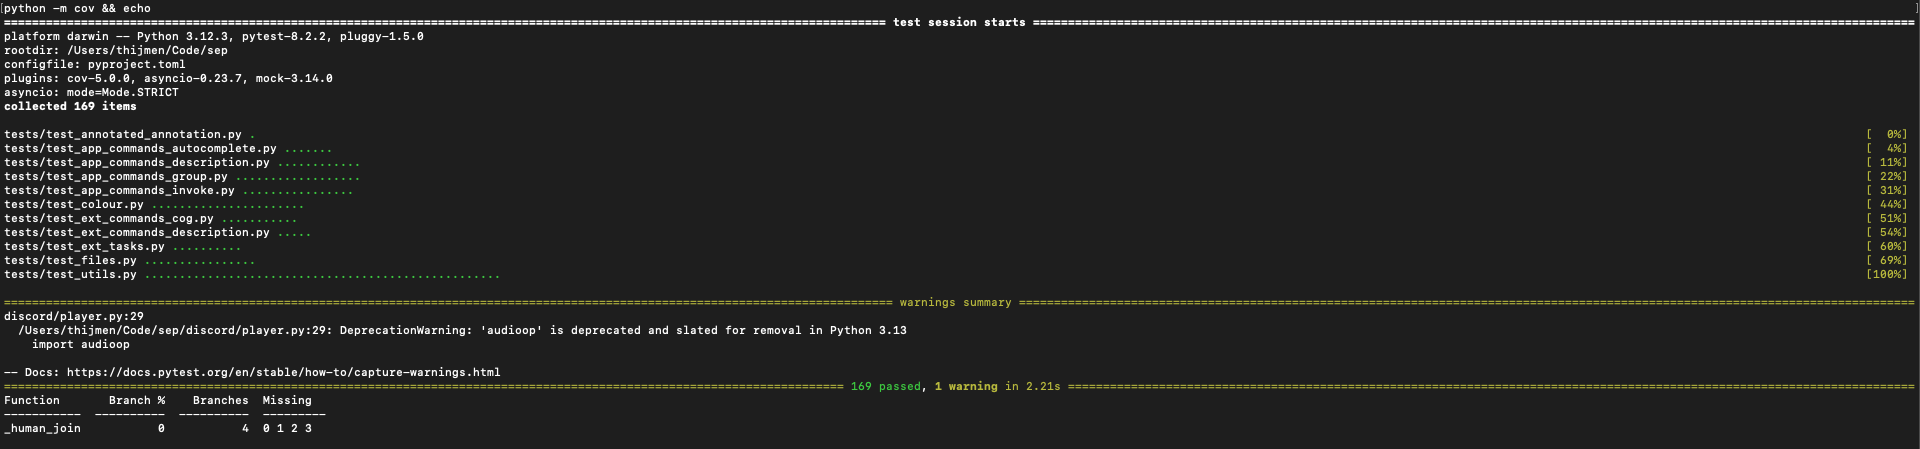 python -m cov && echo
============================== test session starts ==============================
platform darwin -- Python 3.12.3, pytest-8.2.2, pluggy-1.5.0
rootdir: /Users/thijmen/Code/sep
configfile: pyproject.toml
plugins: cov-5.0.0, asyncio-0.23.7, mock-3.14.0
asyncio: mode=Mode.STRICT
collected 169 items
tests/test_annotated_annotation.py . [  0%]
tests/test_app_commands_autocomplete.py ....... [  4%]
tests/test_app_commands_description.py ............ [ 11%]
tests/test_app_commands_group.py .................. [ 22%]
tests/test_app_commands_invoke.py ................ [ 31%]
tests/test_colour.py ...................... [ 44%]
tests/test_ext_commands_cog.py ........... [ 51%]
tests/test_ext_commands_description.py ..... [ 54%]
tests/test_ext_tasks.py .......... [ 60%]
tests/test_files.py ................ [ 69%]
tests/test_utils.py ................................................... [100%]
============================== warnings summary ==============================
discord/player.py:29
  /Users/thijmen/Code/sep/discord/player.py:29: DeprecationWarning: 'audioop' is deprecated and slated for removal in Python 3.13
    import audioop
-- Docs: https://docs.pytest.org/en/stable/how-to/capture-warnings.html
============================== 169 passed, 1 warning in 2.21s ==============================
Function       Branch %    Branches  Missing
-----------  ----------  ----------  ---------
_human_join           0           4  0 1 2 3